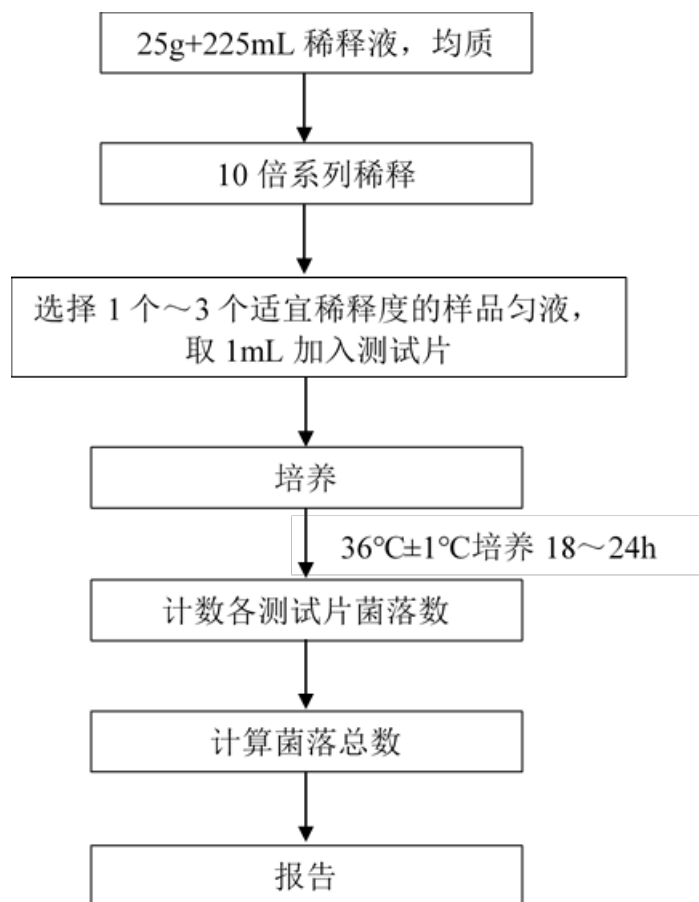 25g+225mL 稀释液，均质
10 倍系列稀释
选择 1 个～3 个适宜稀释度的样品匀液，
取 1mL 加入测试片
培养
36℃±1℃培养 18～24h
计数各测试片菌落数
计算菌落总数
报告